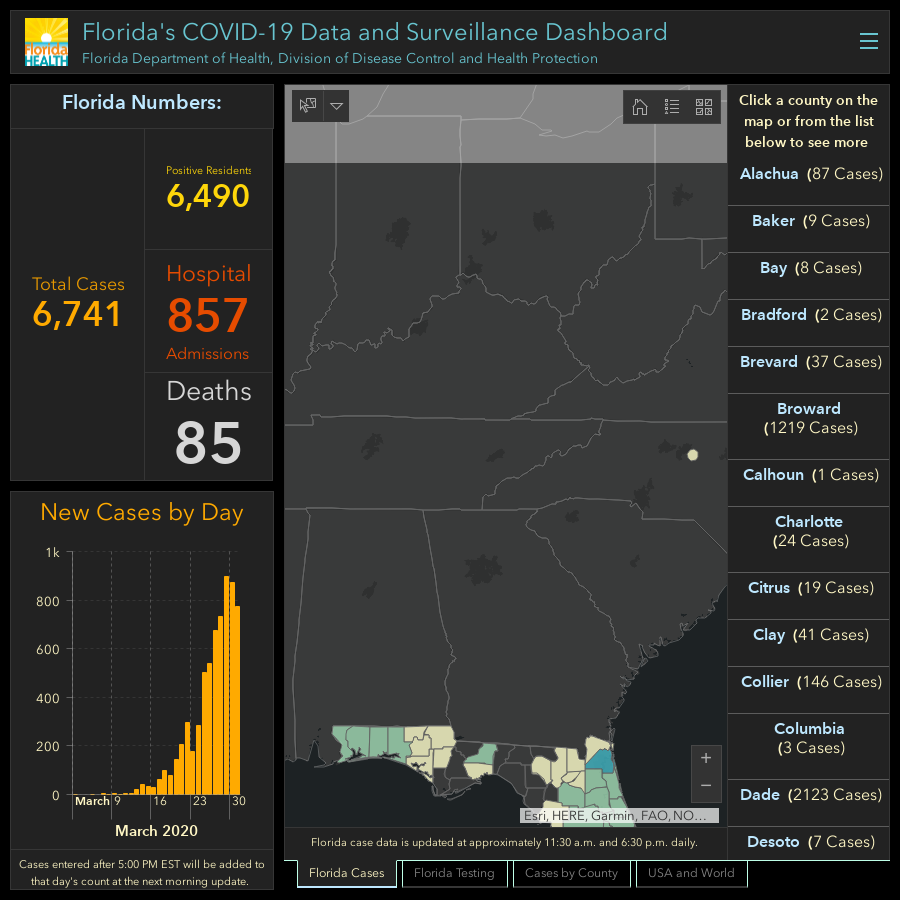 Florida HEALTH
Florida's COVID-19 Data and Surveillance Dashboard
Florida Department of Health, Division of Disease Control and Health Protection
Florida Numbers:
Total Cases
6,741
Positive Residents
6,490
Hospital
857
Admissions
Deaths
85
New Cases by Day
1k
800
600
400
200
0
March 9 16 23 30
March 2020
Cases entered after 5:00 PM EST will be added to
that day's count at the next morning update.
+
−
Esri, HERE, Garmin, FAO, NO…
Florida case data is updated at approximately 11:30 a.m. and 6:30 p.m. daily.
Florida Cases
Florida Testing
Cases by County
USA and World
Click a county on the
map or from the list
below to see more
Alachua (87 Cases)
Baker (9 Cases)
Bay (8 Cases)
Bradford (2 Cases)
Brevard (37 Cases)
Broward
(1219 Cases)
Calhoun (1 Cases)
Charlotte
(24 Cases)
Citrus (19 Cases)
Clay (41 Cases)
Collier (146 Cases)
Columbia
(3 Cases)
Dade (2123 Cases)
Desoto (7 Cases)